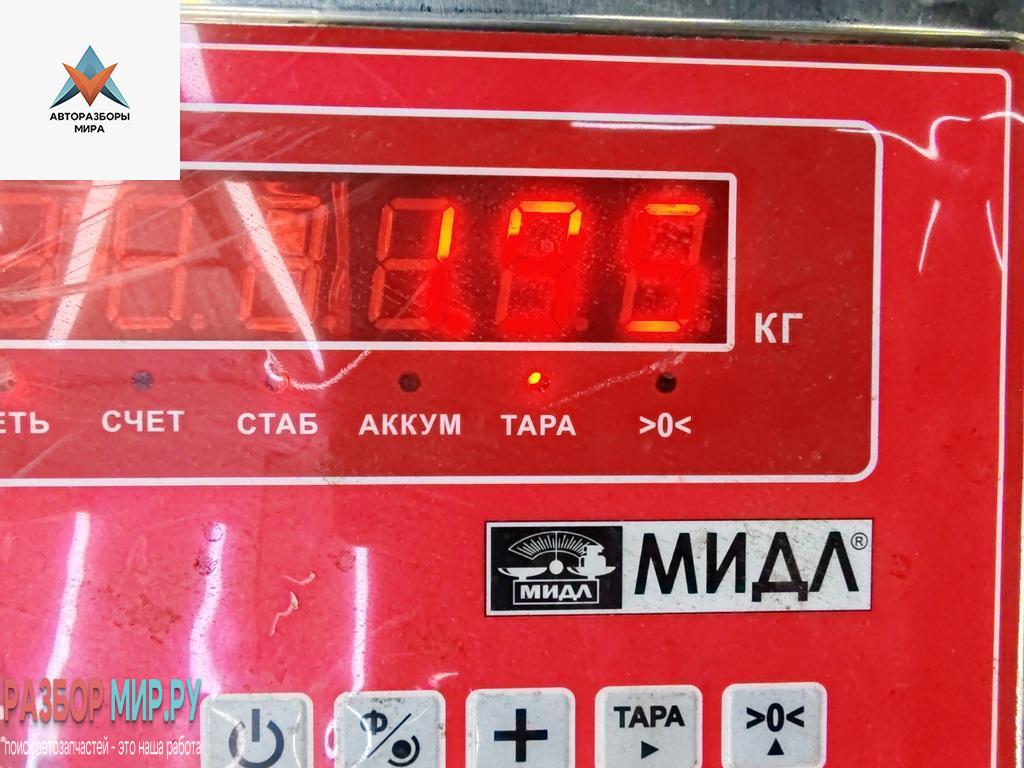 АВТОРАЗБОРЫ
МИРА
КГ
ЕТЬ СЧЕТ СТАБ АККУМ ТАРА >0<
МИДЛ МИДЛ®
РАЗБОР МИР.РУ
поиск автозапчастей - это наша работа
Ф/ + ТАРА >0<